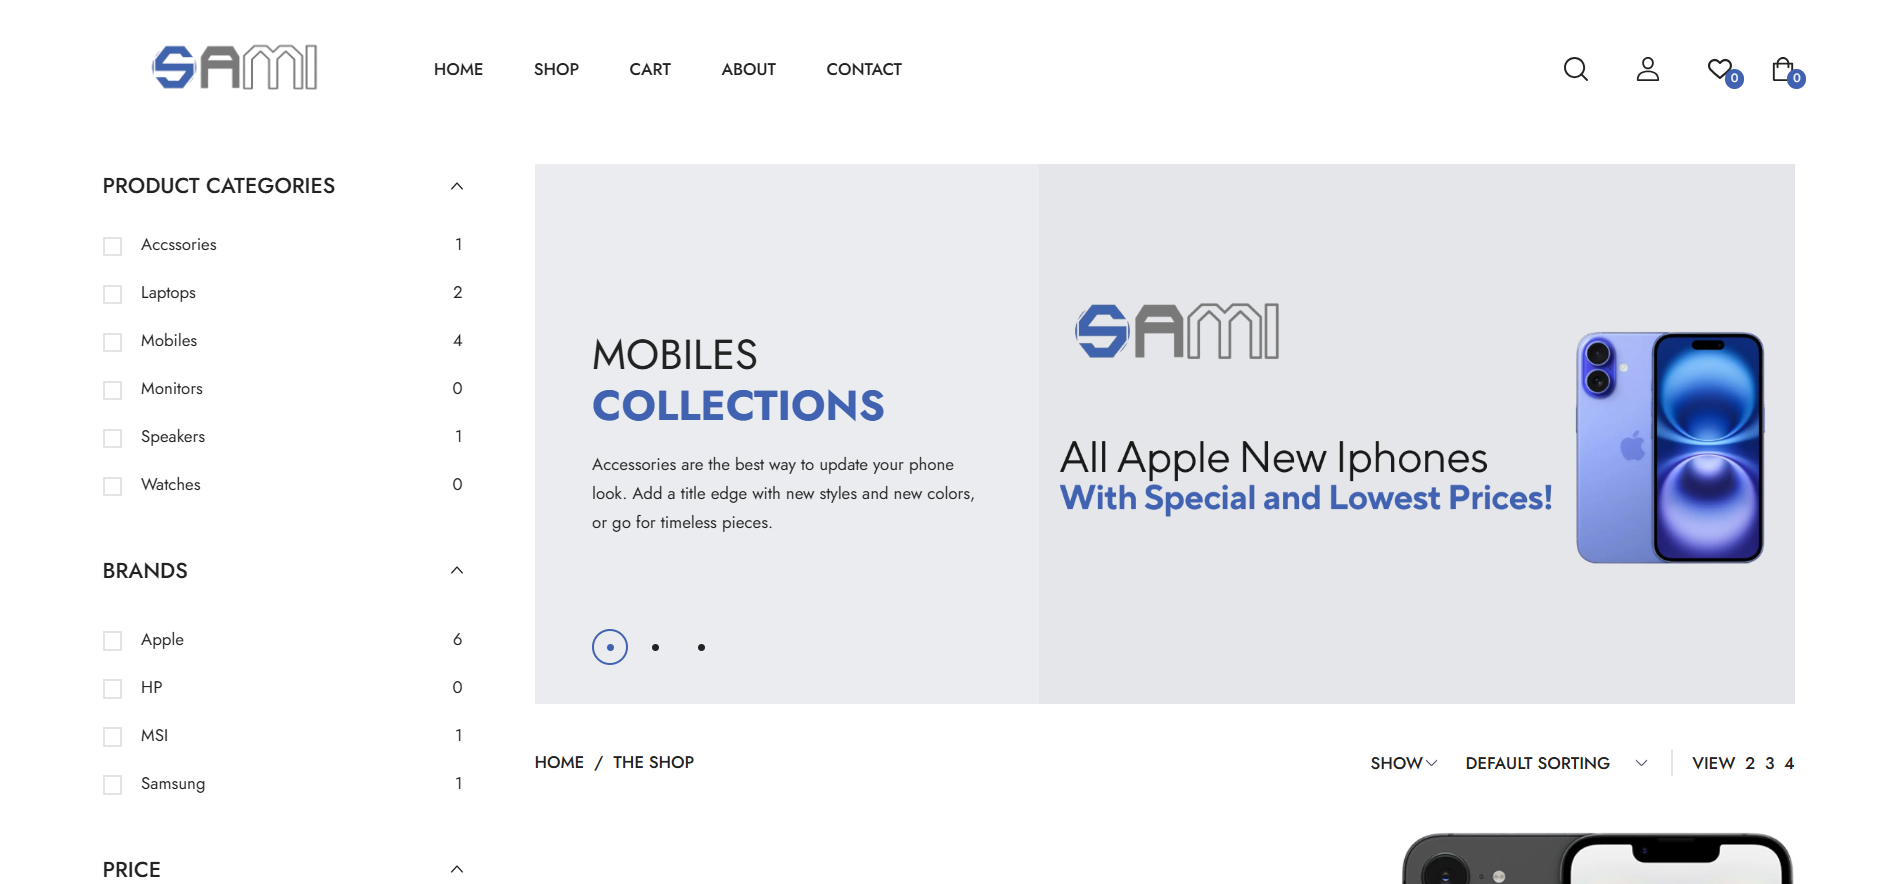 SAMI
HOME SHOP CART ABOUT CONTACT
0 0
PRODUCT CATEGORIES
Accssories 1
Laptops 2
Mobiles 4
Monitors 0
Speakers 1
Watches 0
BRANDS
Apple 6
HP 0
MSI 1
Samsung 1
PRICE
MOBILES
COLLECTIONS
Accessories are the best way to update your phone
look. Add a title edge with new styles and new colors,
or go for timeless pieces.
SAMI
All Apple New Iphones
With Special and Lowest Prices!
HOME / THE SHOP
SHOW DEFAULT SORTING VIEW 2 3 4